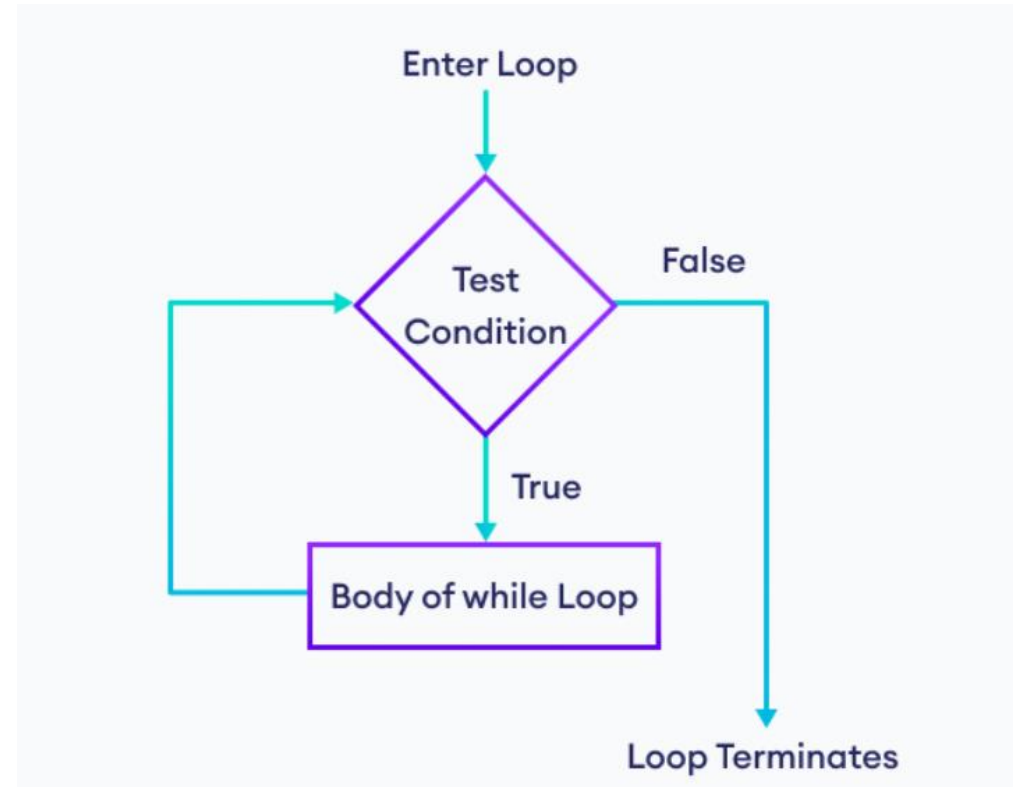 Enter Loop
Test
Condition
False
True
Body of while Loop
Loop Terminates